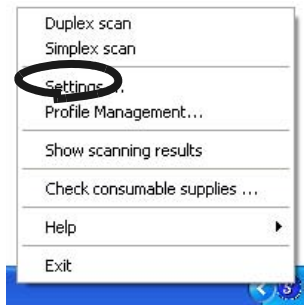 Duplex scan
Simplex scan
Settings...
Profile Management...
Show scanning results
Check consumable supplies ...
Help
Exit
S